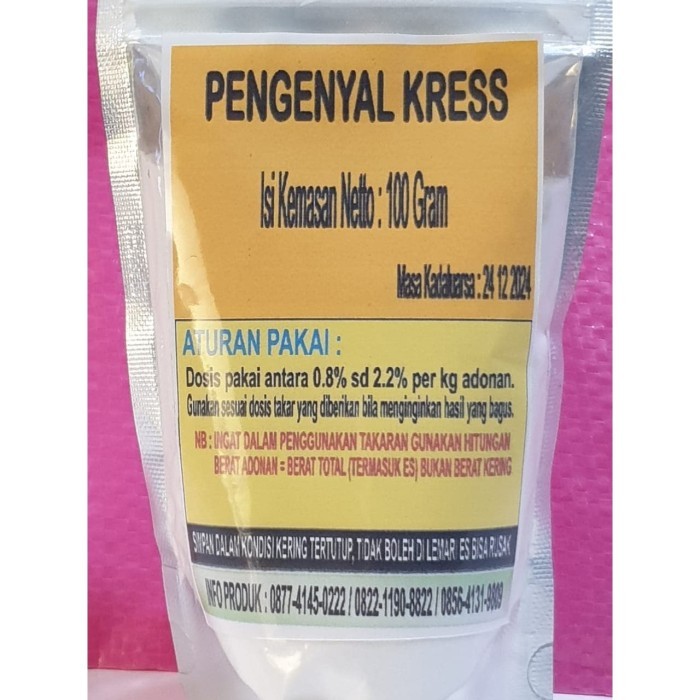 PENGENYAL KRESS
Isi Kemasan Netto : 100 Gram
Masa Kadaluarsa : 24 12 2024
ATURAN PAKAI :
Dosis pakai antara 0.8% sd 2.2% per kg adonan.
Gunakan sesuai dosis takar yang diberikan bila menginginkan hasil yang bagus.
NB : INGAT DALAM PENGGUNAKAN TAKARAN GUNAKAN HITUNGAN
BERAT ADONAN = BERAT TOTAL (TERMASUK ES) BUKAN BERAT KERING
SIMPAN DALAM KONDISI KERING TERTUTUP, TIDAK BOLEH DI LEMARI ES BISA RUSAK
INFO PRODUK : 0877-4145-0222 / 0822-1190-8822 / 0856-4131-9809